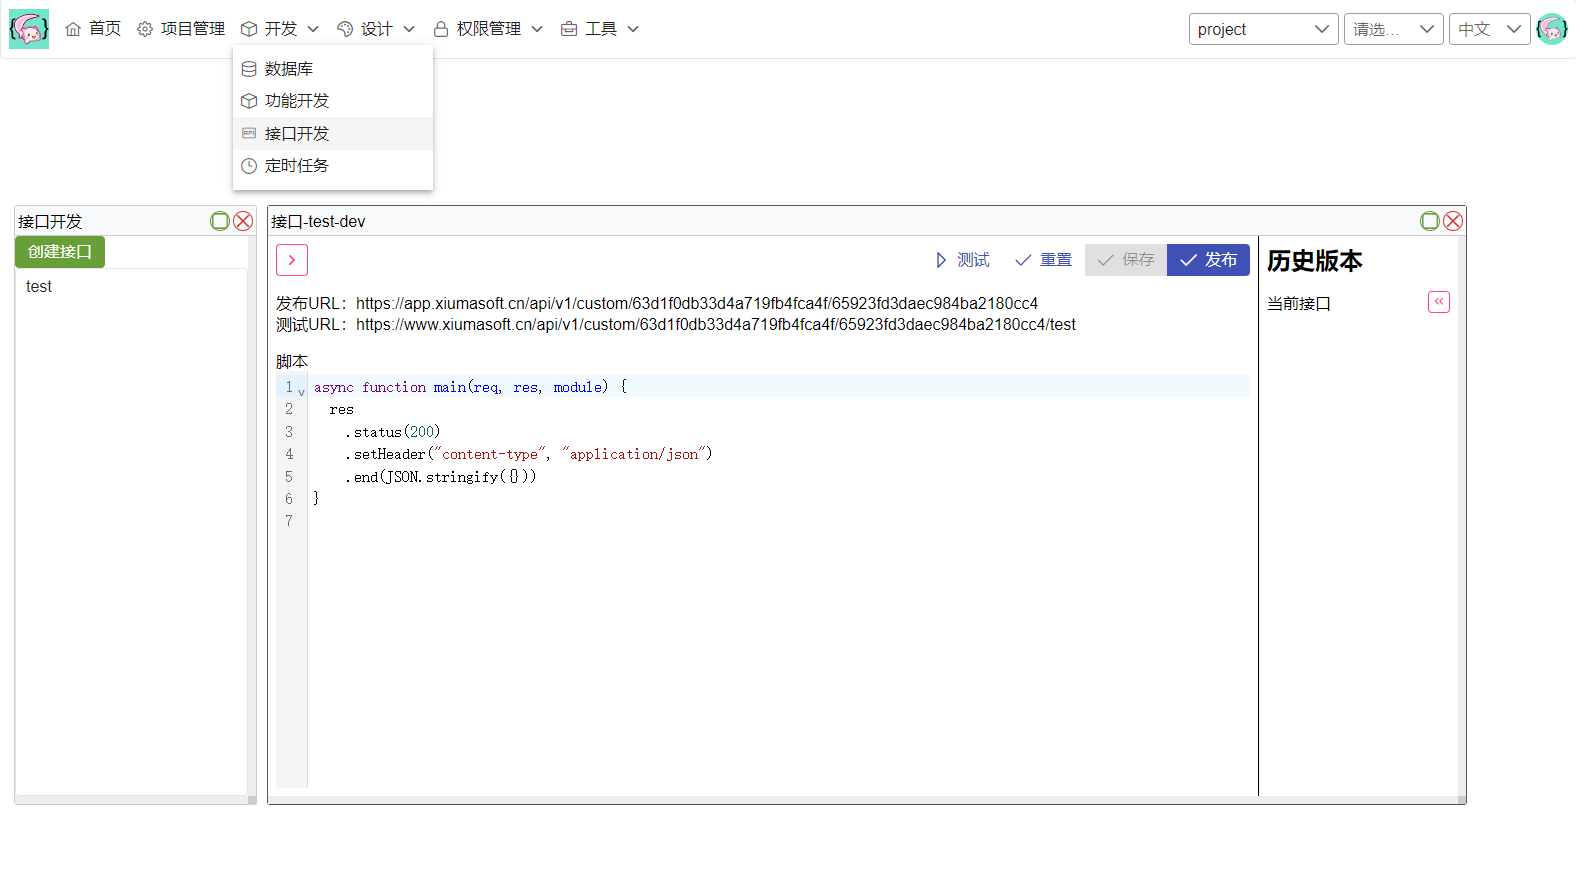 首页 项目管理 开发 设计 权限管理 工具 project 请选... 中文
数据库
功能开发
API 接口开发
定时任务
接口开发
创建接口
test
接口-test-dev
测试 重置 保存 发布
发布URL：https://app.xiumasoft.cn/api/v1/custom/63d1f0db33d4a719fb4fca4f/65923fd3daec984ba2180cc4
测试URL：https://www.xiumasoft.cn/api/v1/custom/63d1f0db33d4a719fb4fca4f/65923fd3daec984ba2180cc4/test
脚本
1 async function main(req, res, module) {
2   res
3     .status(200)
4     .setHeader("content-type", "application/json")
5     .end(JSON.stringify({}))
6 }
7
历史版本
当前接口